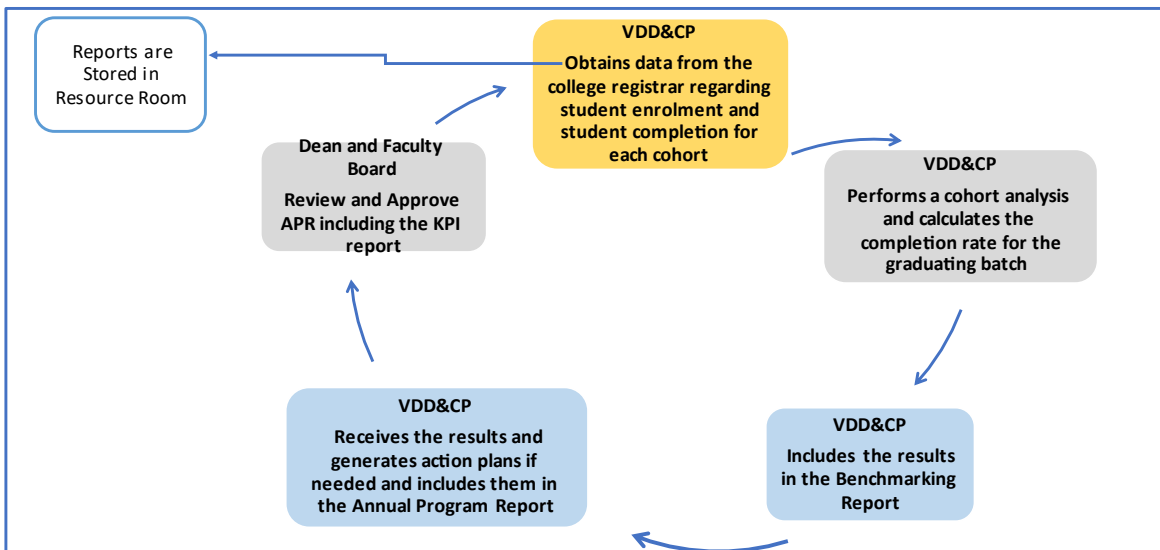 Reports are
Stored in
Resource Room
VDD&CP
Obtains data from the
college registrar regarding
student enrolment and
student completion for
each cohort
VDD&CP
Performs a cohort analysis
and calculates the
completion rate for the
graduating batch
VDD&CP
Includes the results
in the Benchmarking
Report
VDD&CP
Receives the results and
generates action plans if
needed and includes them in
the Annual Program Report
Dean and Faculty
Board
Review and Approve
APR including the KPI
report